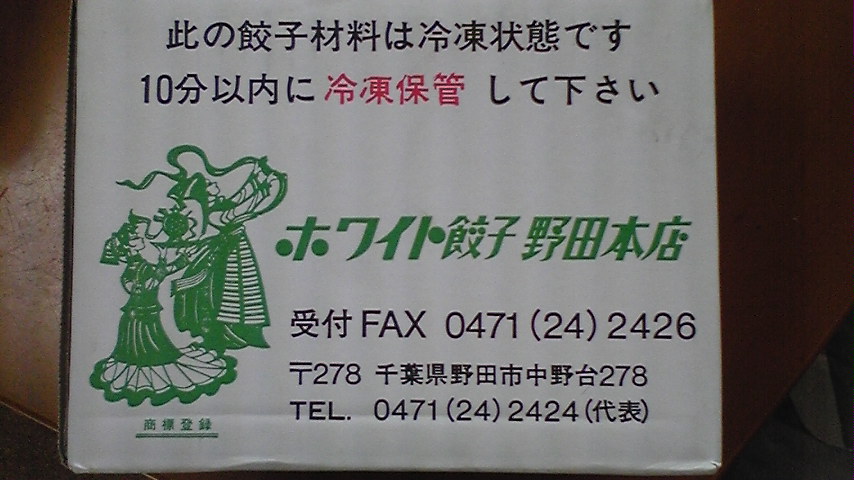 此の餃子材料は冷凍状態です
10分以内に冷凍保管して下さい
ホワイト餃子 野田本店
受付 FAX 0471(24)2426
〒278 千葉県野田市中野台278
TEL. 0471(24)2424(代表)
商標登録